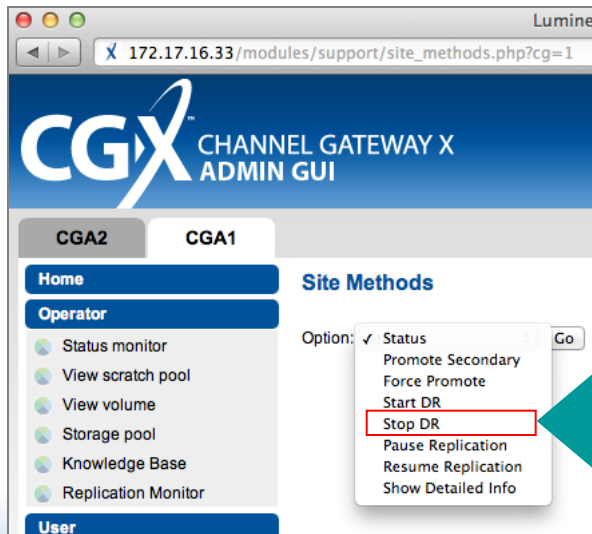 Lumine
172.17.16.33/modules/support/site_methods.php?cg=1
CGX™ CHANNEL GATEWAY X
ADMIN GUI
CGA2 CGA1
Home
Operator
Status monitor
View scratch pool
View volume
Storage pool
Knowledge Base
Replication Monitor
User
Site Methods
Option: ✓ Status Go
Promote Secondary
Force Promote
Start DR
Stop DR
Pause Replication
Resume Replication
Show Detailed Info